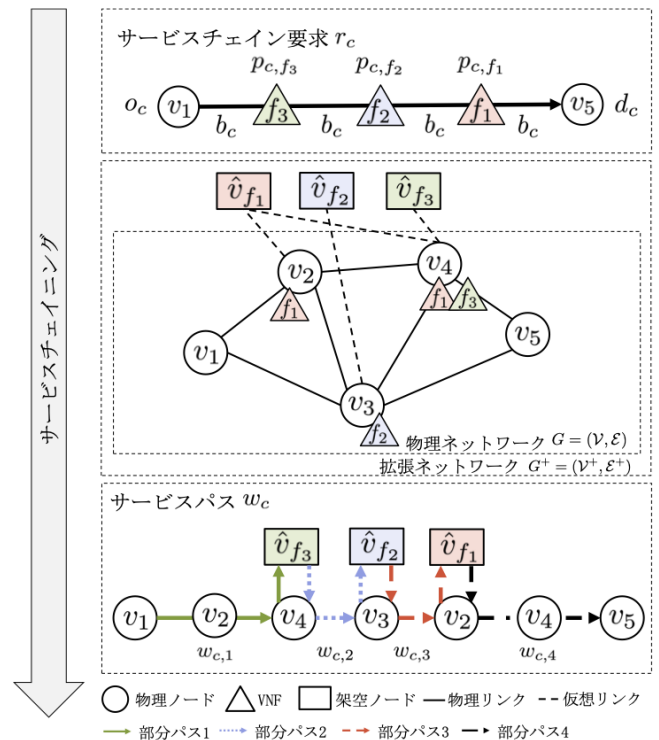 サービスチェイニング
サービスチェイン要求 r_c
p_{c,f_3} p_{c,f_2} p_{c,f_1}
o_c v_1 f_3 f_2 f_1 v_5 d_c
b_c b_c b_c b_c
v̂_{f_1} v̂_{f_2} v̂_{f_3}
v_2 v_4
f_1 f_1 f_3
v_1 v_5
v_3
f_2
物理ネットワーク G = (𝒱, ℰ)
拡張ネットワーク G^+ = (𝒱^+, ℰ^+)
サービスパス w_c
v̂_{f_3} v̂_{f_2} v̂_{f_1}
v_1 v_2 v_4 v_3 v_2 v_4 v_5
w_{c,1} w_{c,2} w_{c,3} w_{c,4}
物理ノード VNF 架空ノード 物理リンク 仮想リンク
部分パス1 部分パス2 部分パス3 部分パス4